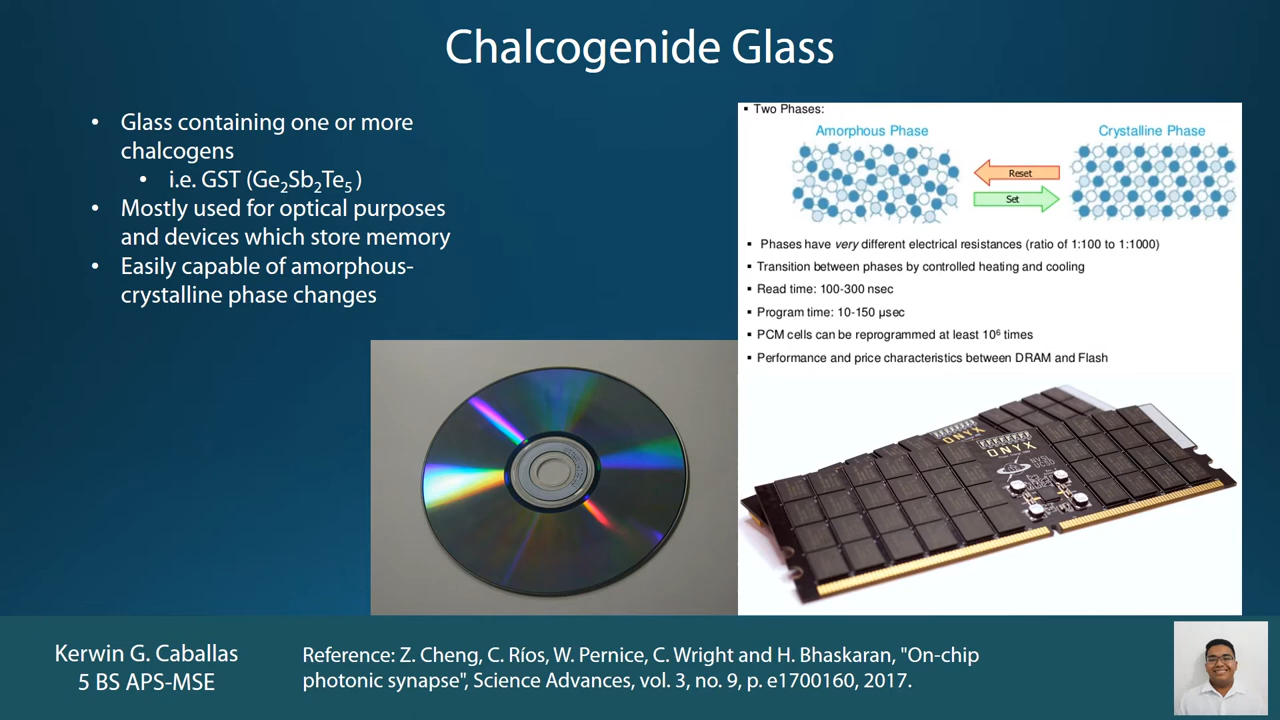 Chalcogenide Glass
• Glass containing one or more
chalcogens
• i.e. GST (Ge₂Sb₂Te₅ )
• Mostly used for optical purposes
and devices which store memory
• Easily capable of amorphous-
crystalline phase changes
▪ Two Phases:
Amorphous Phase
Crystalline Phase
Reset
Set
▪ Phases have very different electrical resistances (ratio of 1:100 to 1:1000)
▪ Transition between phases by controlled heating and cooling
▪ Read time: 100-300 nsec
▪ Program time: 10-150 μsec
▪ PCM cells can be reprogrammed at least 10⁶ times
▪ Performance and price characteristics between DRAM and Flash
ONYX
ONYX
Kerwin G. Caballas
5 BS APS-MSE
Reference: Z. Cheng, C. Ríos, W. Pernice, C. Wright and H. Bhaskaran, "On-chip
photonic synapse", Science Advances, vol. 3, no. 9, p. e1700160, 2017.